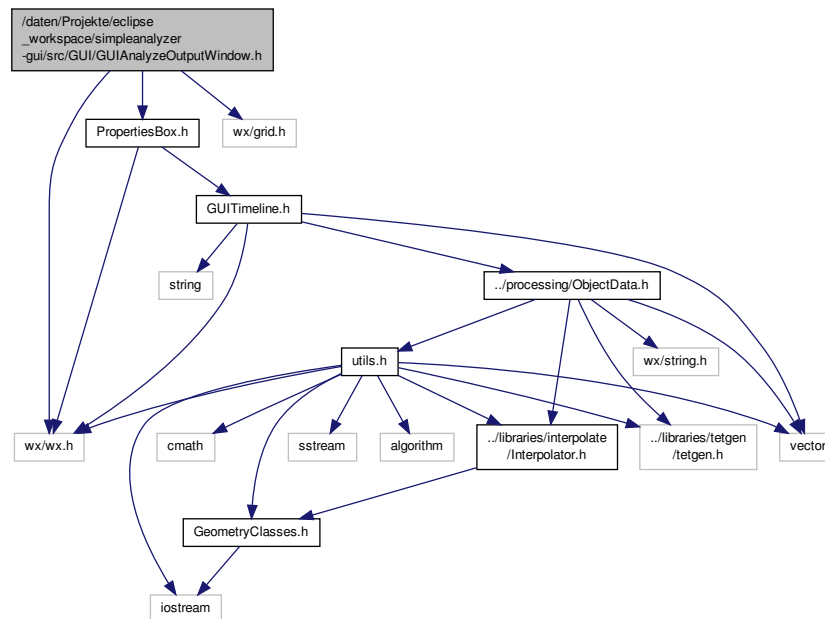 /daten/Projekte/eclipse
_workspace/simpleanalyzer
-gui/src/GUI/GUIAnalyzeOutputWindow.h
PropertiesBox.h
wx/grid.h
GUITimeline.h
string
../processing/ObjectData.h
utils.h
wx/string.h
wx/wx.h
cmath
sstream
algorithm
../libraries/interpolate
/Interpolator.h
../libraries/tetgen
/tetgen.h
vector
GeometryClasses.h
iostream